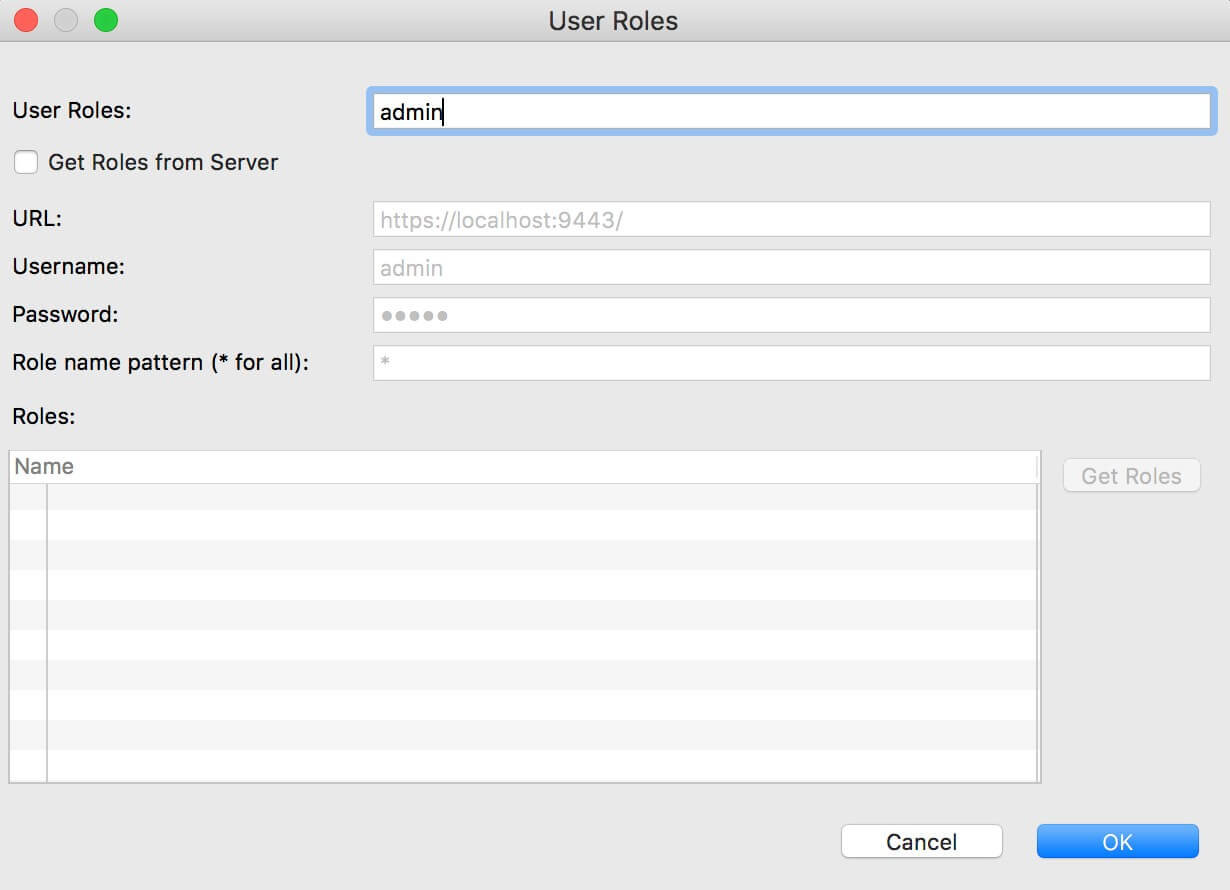 User Roles
User Roles: admin
Get Roles from Server
URL: https://localhost:9443/
Username: admin
Password: •••••
Role name pattern (* for all): *
Roles:
Name
Get Roles
Cancel OK